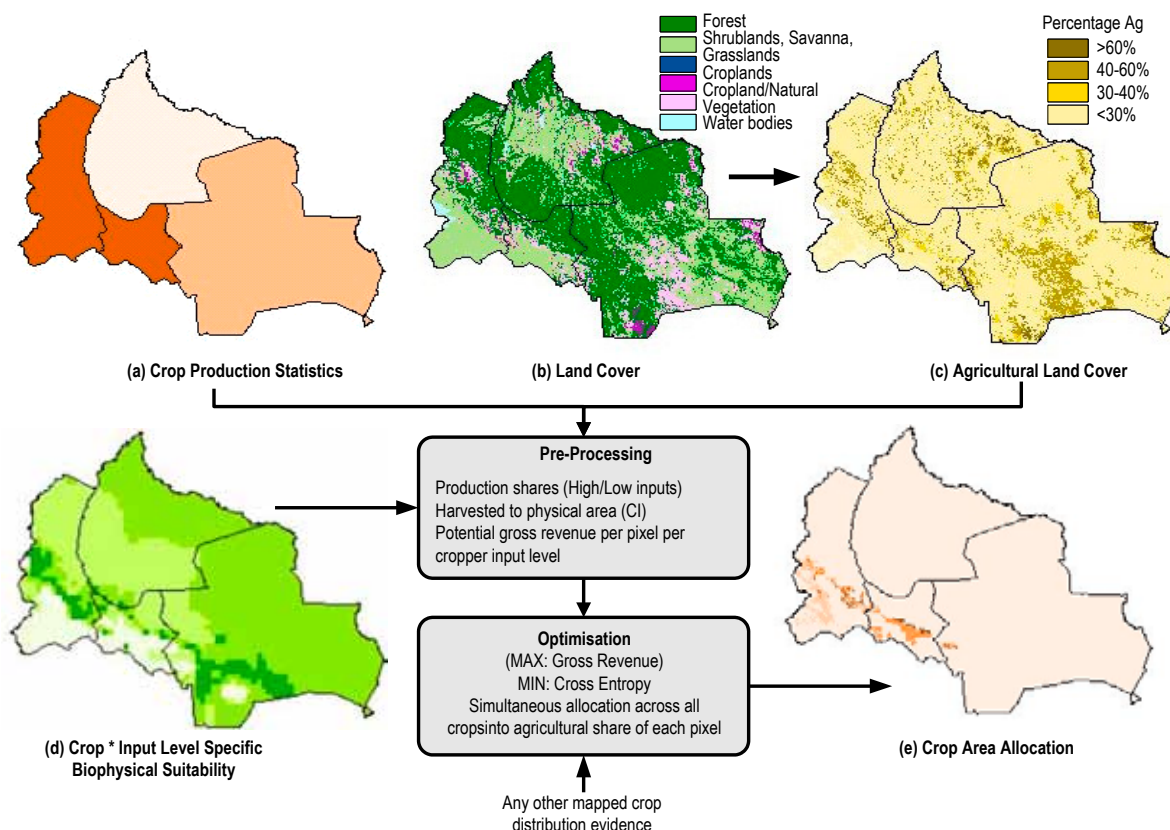 Forest
Shrublands, Savanna,
Grasslands
Croplands
Cropland/Natural
Vegetation
Water bodies
Percentage Ag
>60%
40-60%
30-40%
<30%
(a) Crop Production Statistics
(b) Land Cover
(c) Agricultural Land Cover
Pre-Processing
Production shares (High/Low inputs)
Harvested to physical area (CI)
Potential gross revenue per pixel per
cropper input level
Optimisation
(MAX: Gross Revenue)
MIN: Cross Entropy
Simultaneous allocation across all
cropsinto agricultural share of each pixel
(d) Crop * Input Level Specific
Biophysical Suitability
(e) Crop Area Allocation
Any other mapped crop
distribution evidence